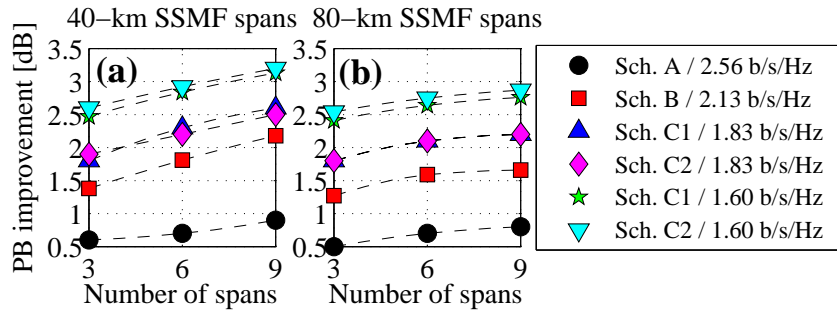 40−km SSMF spans
80−km SSMF spans
PB improvement [dB]
3.5
3
2.5
2
1.5
1
0.5
(a)
3 6 9
Number of spans
3.5
3
2.5
2
1.5
1
0.5
(b)
3 6 9
Number of spans
Sch. A / 2.56 b/s/Hz
Sch. B / 2.13 b/s/Hz
Sch. C1 / 1.83 b/s/Hz
Sch. C2 / 1.83 b/s/Hz
Sch. C1 / 1.60 b/s/Hz
Sch. C2 / 1.60 b/s/Hz